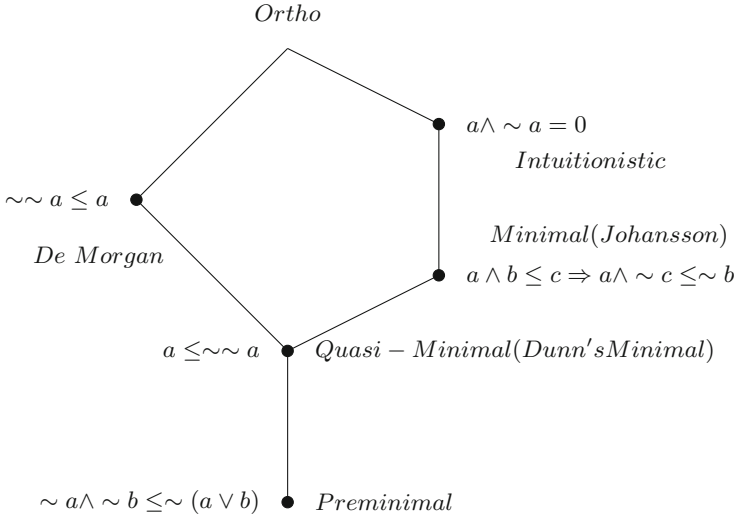 Ortho
a∧ ∼ a = 0
Intuitionistic
∼∼ a ≤ a
Minimal(Johansson)
De Morgan
a ∧ b ≤ c ⇒ a∧ ∼ c ≤∼ b
a ≤∼∼ a Quasi − Minimal(Dunn′sMinimal)
∼ a∧ ∼ b ≤∼ (a ∨ b) Preminimal